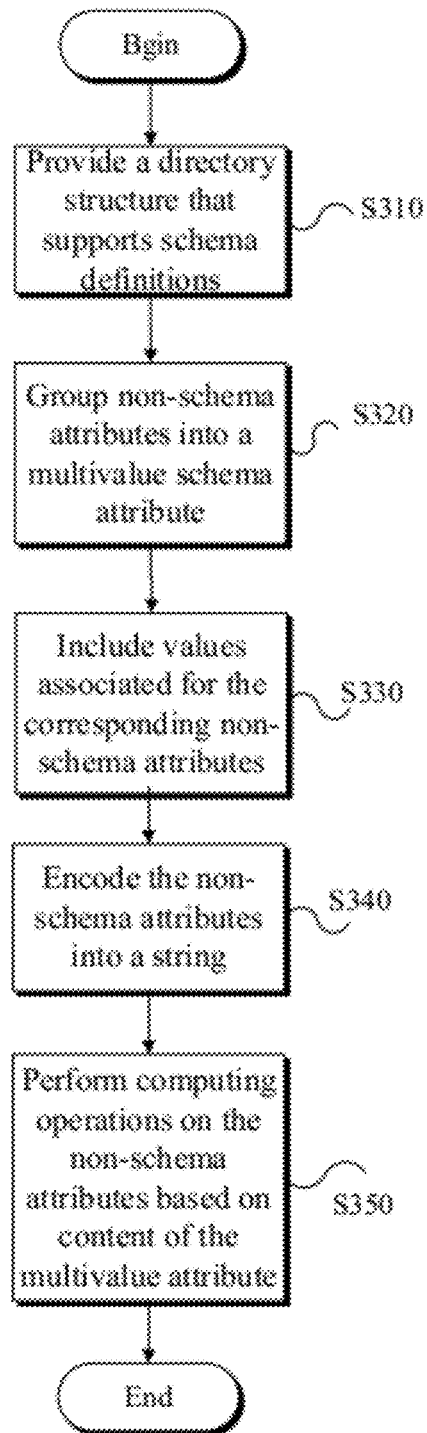 Bgin
Provide a directory
structure that
supports schema
definitions
S310
Group non-schema
attributes into a
multivalue schema
attribute
S320
Include values
associated for the
corresponding non-
schema attributes
S330
Encode the non-
schema attributes
into a string
S340
Perform computing
operations on the
non-schema
attributes based on
content of the
multivalue attribute
S350
End